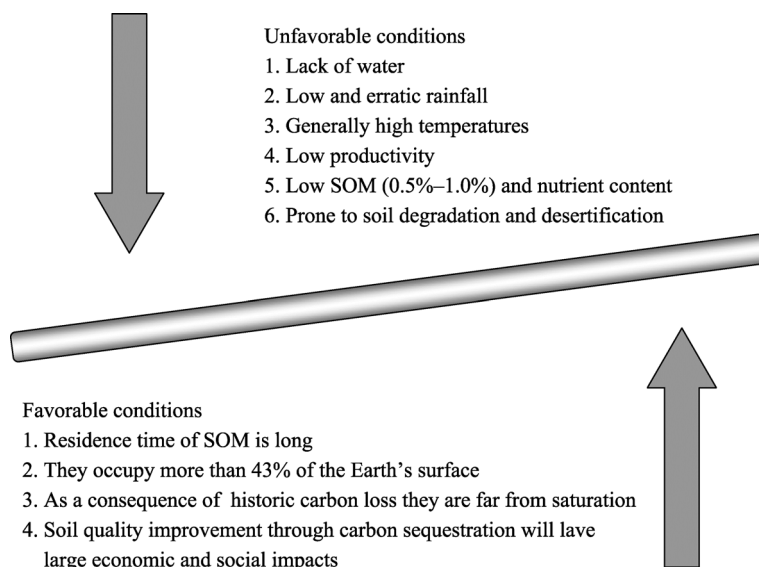 Unfavorable conditions
1. Lack of water
2. Low and erratic rainfall
3. Generally high temperatures
4. Low productivity
5. Low SOM (0.5%–1.0%) and nutrient content
6. Prone to soil degradation and desertification
Favorable conditions
1. Residence time of SOM is long
2. They occupy more than 43% of the Earth's surface
3. As a consequence of historic carbon loss they are far from saturation
4. Soil quality improvement through carbon sequestration will lave
large economic and social impacts